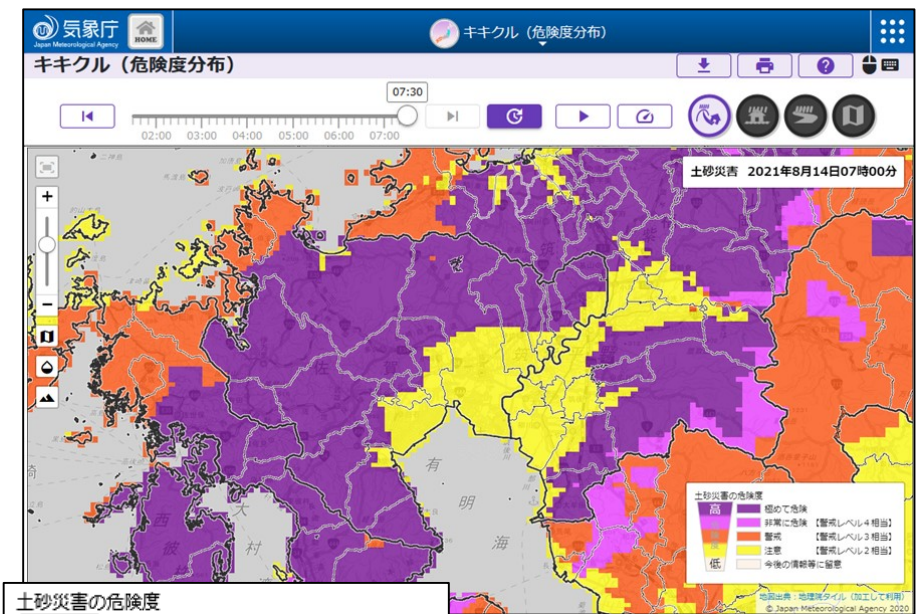 気象庁
Japan Meteorological Agency
HOME
キキクル（危険度分布）
キキクル（危険度分布）
07:30
02:00 03:00 04:00 05:00 06:00 07:00
土砂災害 2021年8月14日07時00分
佐
賀
有
明
海
大
村
西
彼
土砂災害の危険度
高
極めて危険
非常に危険 【警戒レベル４相当】
警戒 【警戒レベル３相当】
注意 【警戒レベル２相当】
低
今後の情報等に留意
地図出典：地理院タイル（加工して利用）
© Japan Meteorological Agency 2020
土砂災害の危険度